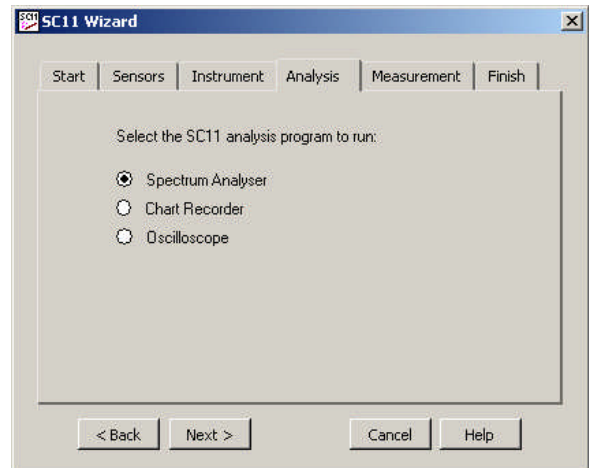 SC11 Wizard
Start Sensors Instrument Analysis Measurement Finish
Select the SC11 analysis program to run:
Spectrum Analyser
Chart Recorder
Oscilloscope
< Back Next > Cancel Help